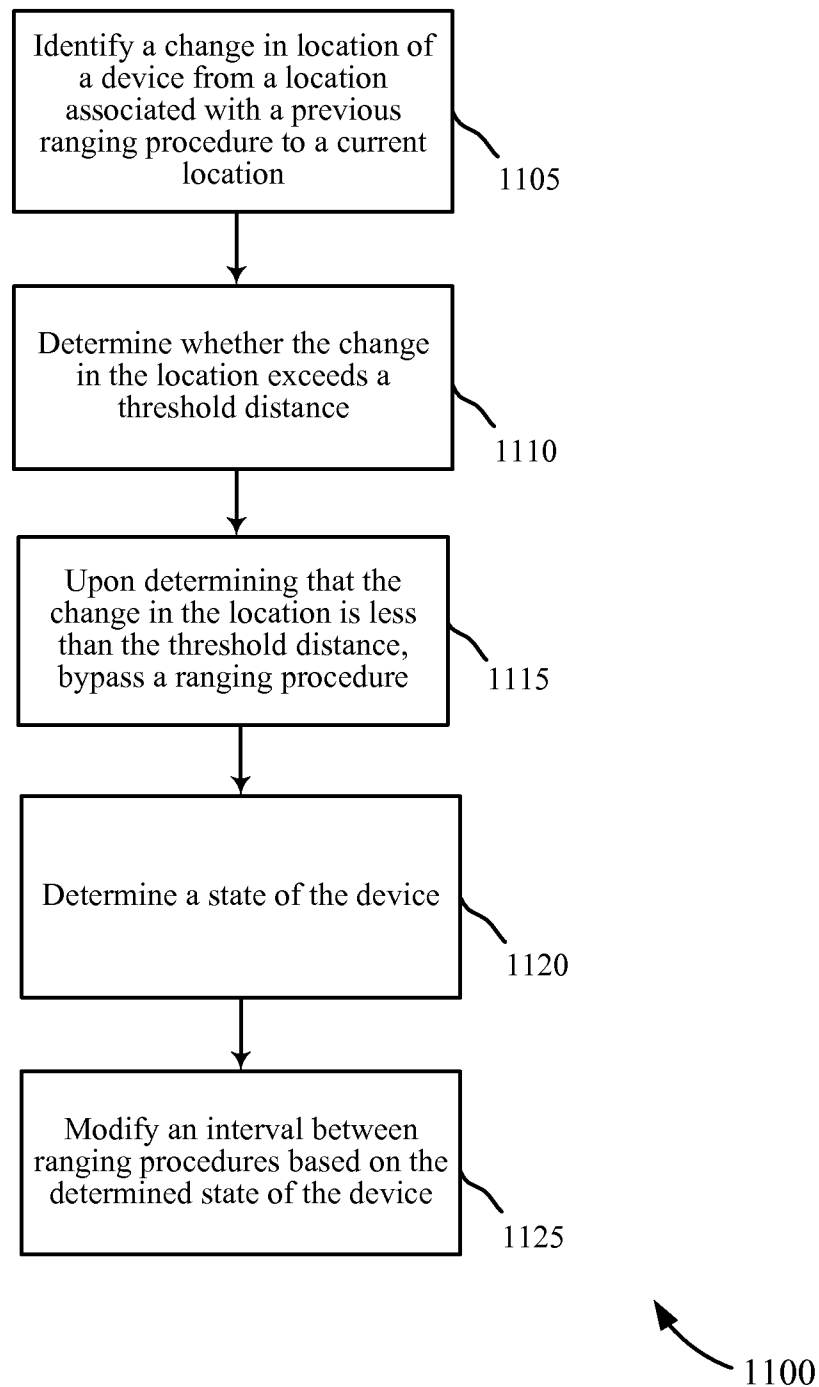 Identify a change in location of
a device from a location
associated with a previous
ranging procedure to a current
location
1105
Determine whether the change
in the location exceeds a
threshold distance
1110
Upon determining that the
change in the location is less
than the threshold distance,
bypass a ranging procedure
1115
Determine a state of the device
1120
Modify an interval between
ranging procedures based on the
determined state of the device
1125
1100